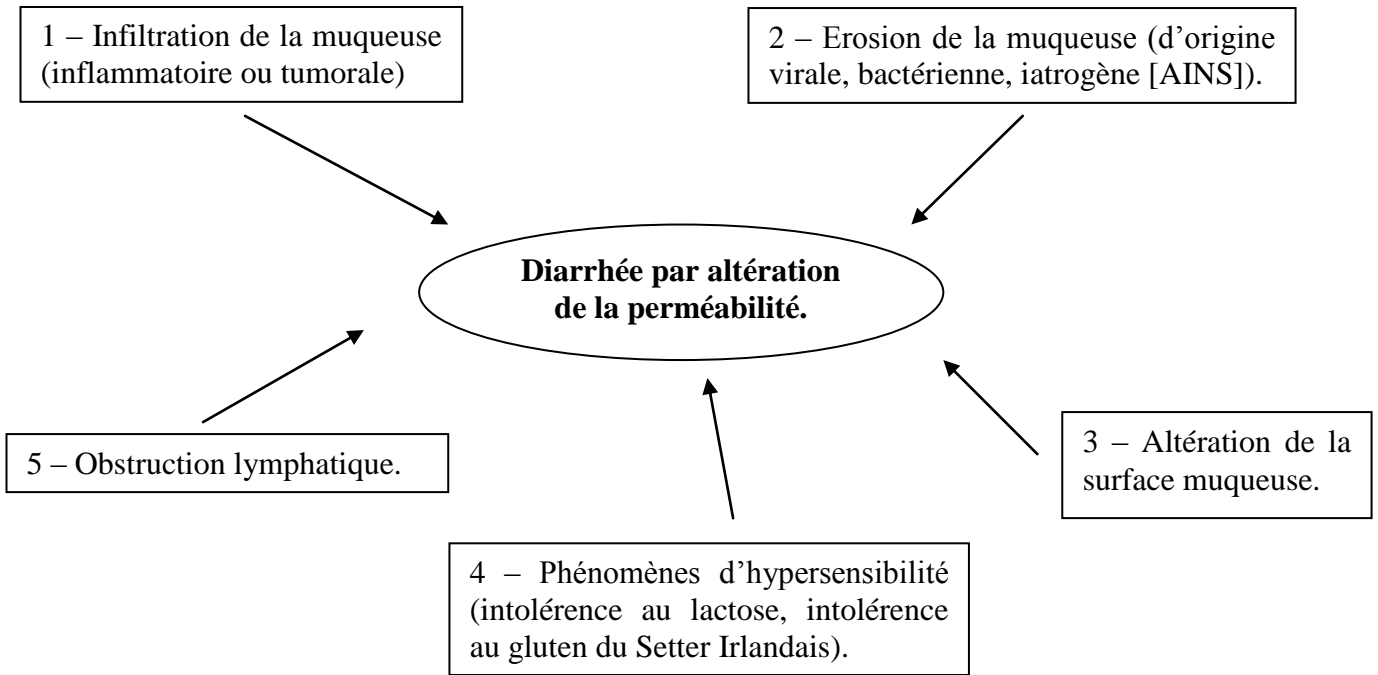 1 – Infiltration de la muqueuse
(inflammatoire ou tumorale)
2 – Erosion de la muqueuse (d’origine
virale, bactérienne, iatrogène [AINS]).
Diarrhée par altération
de la perméabilité.
5 – Obstruction lymphatique.
3 – Altération de la
surface muqueuse.
4 – Phénomènes d’hypersensibilité
(intolérence au lactose, intolérence
au gluten du Setter Irlandais).